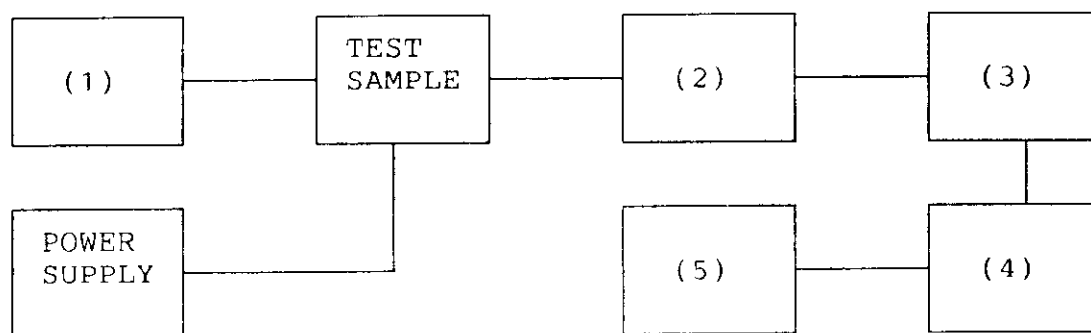 (1)
TEST
SAMPLE
(2)
(3)
POWER
SUPPLY
(5)
(4)